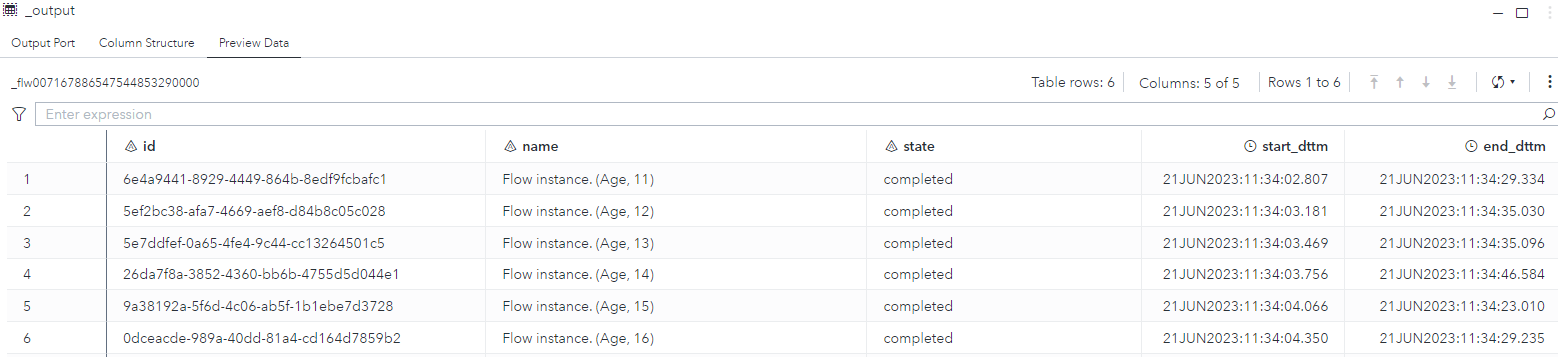 _output
Output Port Column Structure Preview Data
_flw007167886547544853290000 Table rows: 6 Columns: 5 of 5 Rows 1 to 6
Enter expression
id name state start_dttm end_dttm
1 6e4a9441-8929-4449-864b-8edf9fcbafc1 Flow instance. (Age, 11) completed 21JUN2023:11:34:02.807 21JUN2023:11:34:29.334
2 5ef2bc38-afa7-4669-aef8-d84b8c05c028 Flow instance. (Age, 12) completed 21JUN2023:11:34:03.181 21JUN2023:11:34:35.030
3 5e7ddfef-0a65-4fe4-9c44-cc13264501c5 Flow instance. (Age, 13) completed 21JUN2023:11:34:03.469 21JUN2023:11:34:35.096
4 26da7f8a-3852-4360-bb6b-4755d5d044e1 Flow instance. (Age, 14) completed 21JUN2023:11:34:03.756 21JUN2023:11:34:46.584
5 9a38192a-5f6d-4c06-ab5f-1b1ebe7d3728 Flow instance. (Age, 15) completed 21JUN2023:11:34:04.066 21JUN2023:11:34:23.010
6 0dceacde-989a-40dd-81a4-cd164d7859b2 Flow instance. (Age, 16) completed 21JUN2023:11:34:04.350 21JUN2023:11:34:29.235